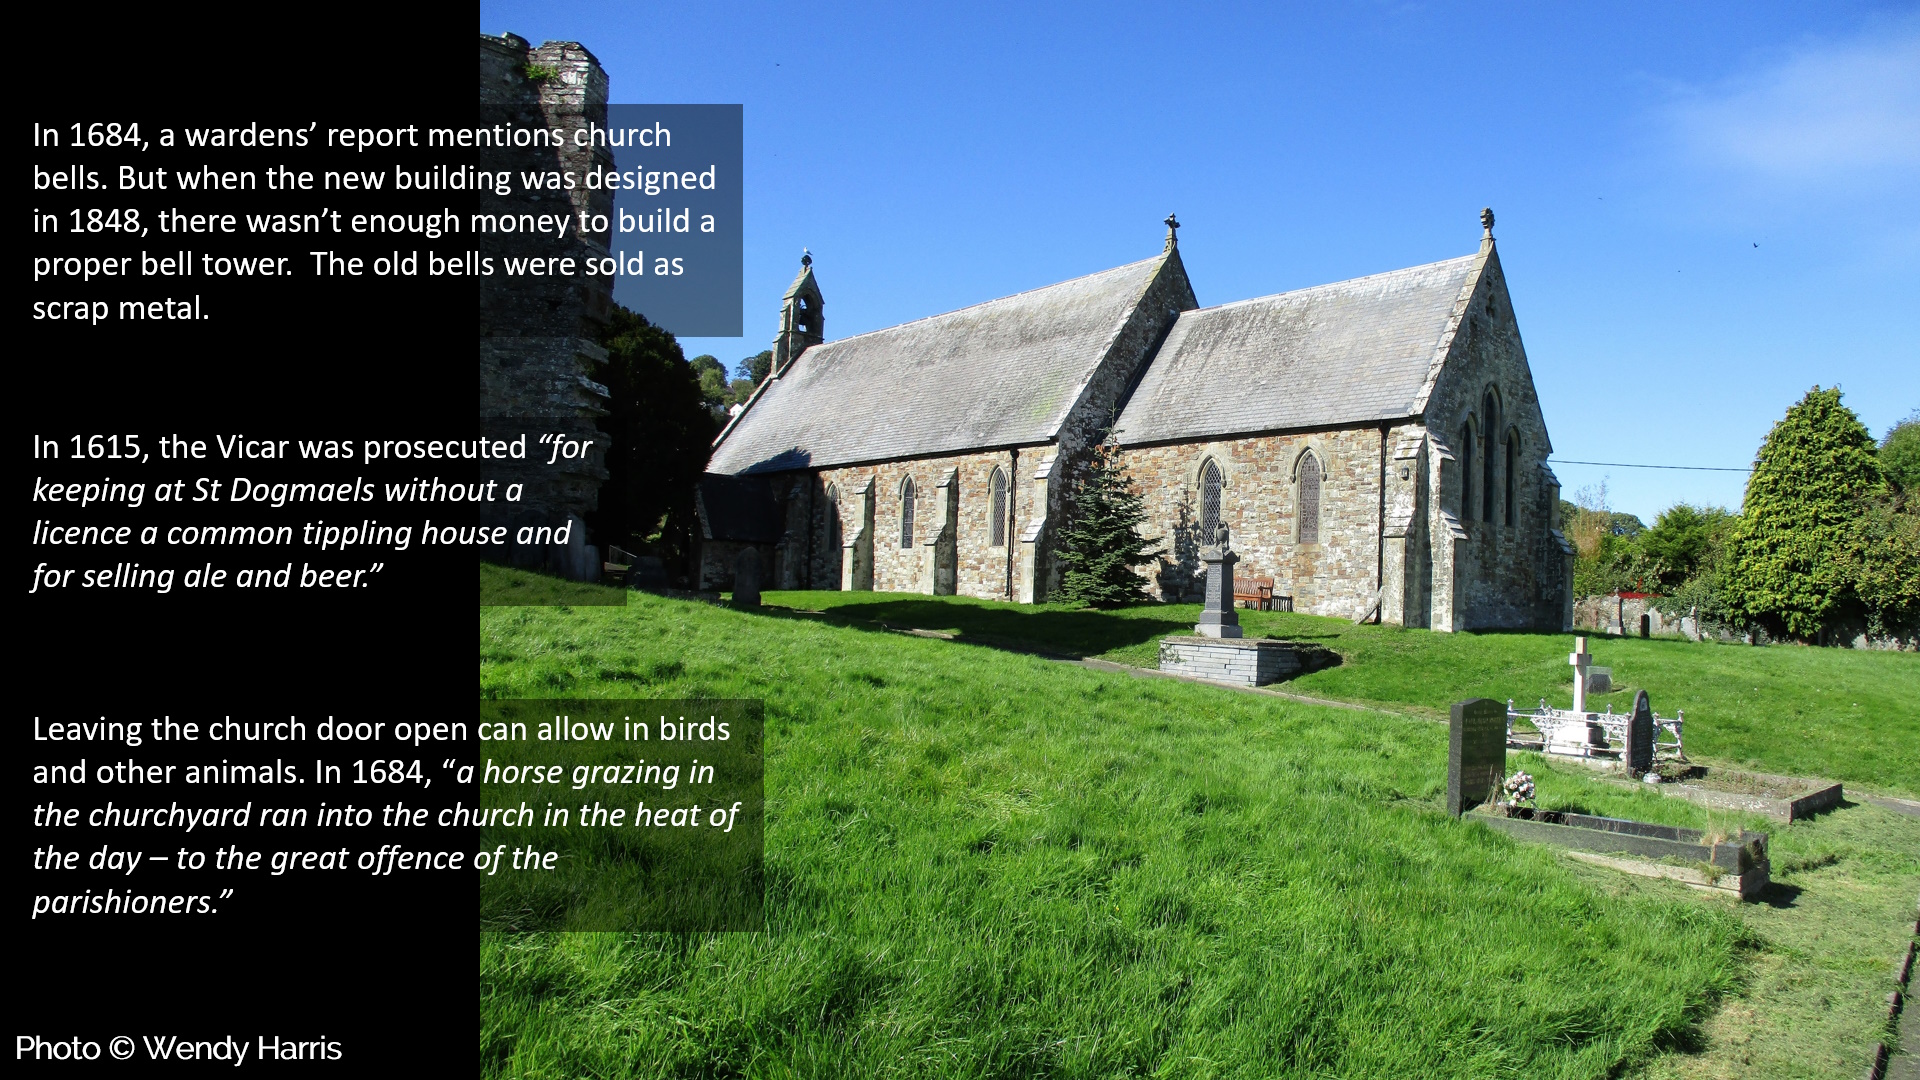 In 1684, a wardens’ report mentions church
bells. But when the new building was designed
in 1848, there wasn’t enough money to build a
proper bell tower.  The old bells were sold as
scrap metal.
In 1615, the Vicar was prosecuted “for
keeping at St Dogmaels without a
licence a common tippling house and
for selling ale and beer.”
Leaving the church door open can allow in birds
and other animals. In 1684, “a horse grazing in
the churchyard ran into the church in the heat of
the day – to the great offence of the
parishioners.”
Photo © Wendy Harris